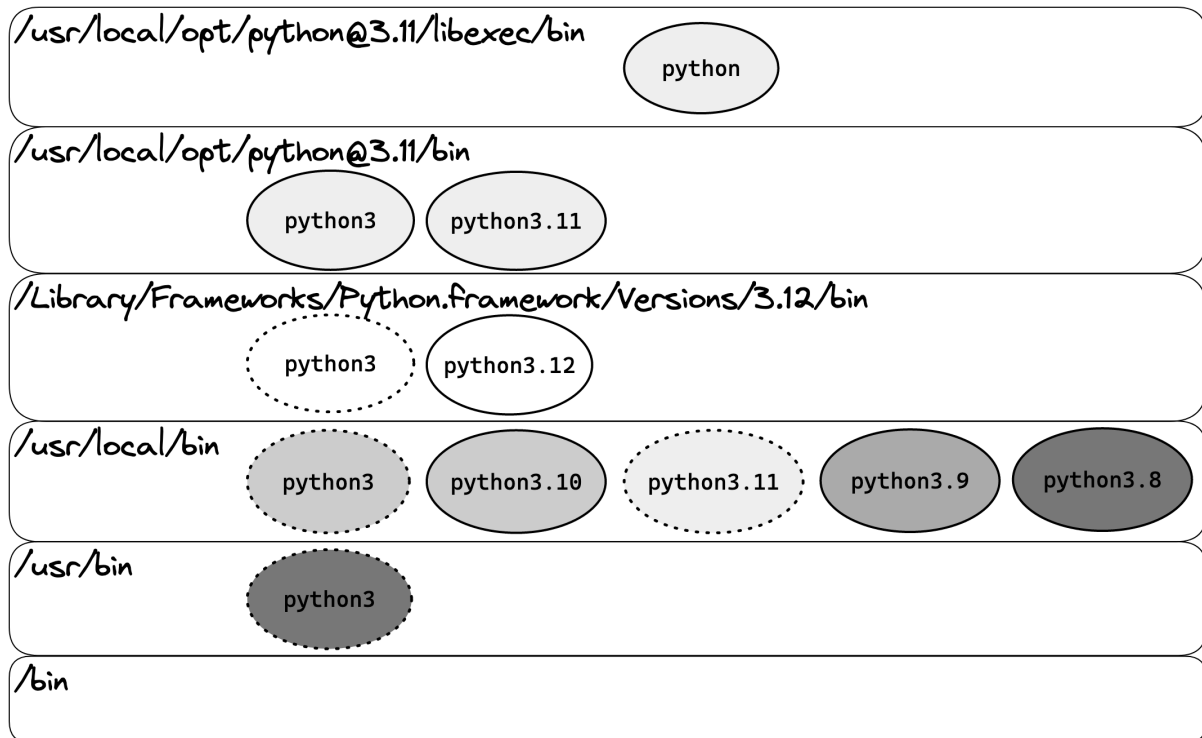 /usr/local/opt/python@3.11/libexec/bin
python
/usr/local/opt/python@3.11/bin
python3 python3.11
/Library/Frameworks/Python.framework/Versions/3.12/bin
python3 python3.12
/usr/local/bin
python3 python3.10 python3.11 python3.9 python3.8
/usr/bin
python3
/bin